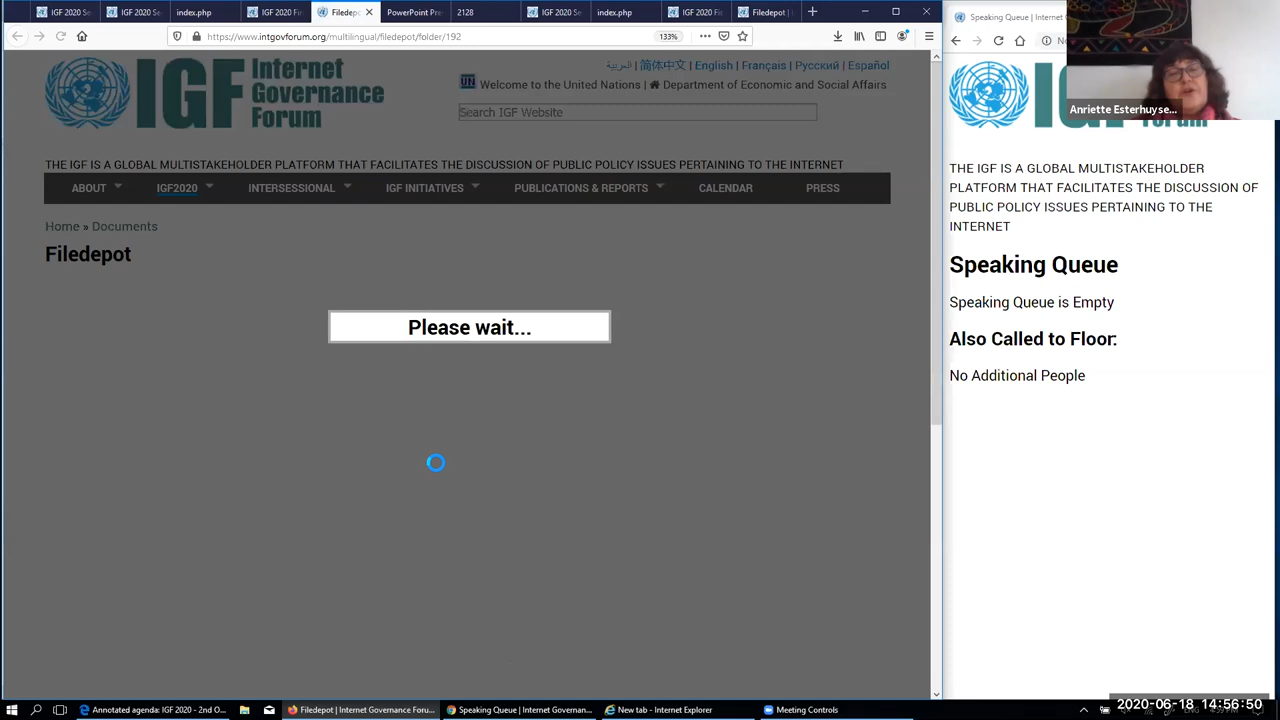 IGF 2020 Se
IGF 2020 Se
index.php
IGF 2020 Fin
Filedep
PowerPoint Pre
2128
IGF 2020 Se
index.php
IGF 2020 Fi
Filedepot | I
https://www.intgovforum.org/multilingual/filedepot/folder/192
133%
IGF Internet Governance Forum
العربية | 简体中文 | English | Français | Русский | Español
Welcome to the United Nations | Department of Economic and Social Affairs
Search IGF Website
THE IGF IS A GLOBAL MULTISTAKEHOLDER PLATFORM THAT FACILITATES THE DISCUSSION OF PUBLIC POLICY ISSUES PERTAINING TO THE INTERNET
ABOUT IGF2020 INTERSESSIONAL IGF INITIATIVES PUBLICATIONS & REPORTS CALENDAR PRESS
Home » Documents
Filedepot
Please wait...
Speaking Queue | Internet
Anriette Esterhuyse...
THE IGF IS A GLOBAL MULTISTAKEHOLDER
PLATFORM THAT FACILITATES THE DISCUSSION OF
PUBLIC POLICY ISSUES PERTAINING TO THE
INTERNET
Speaking Queue
Speaking Queue is Empty
Also Called to Floor:
No Additional People
Annotated agenda: IGF 2020 - 2nd O...
Filedepot | Internet Governance Foru...
Speaking Queue | Internet Governan...
New tab - Internet Explorer
Meeting Controls
2020-06-18 14:56:50